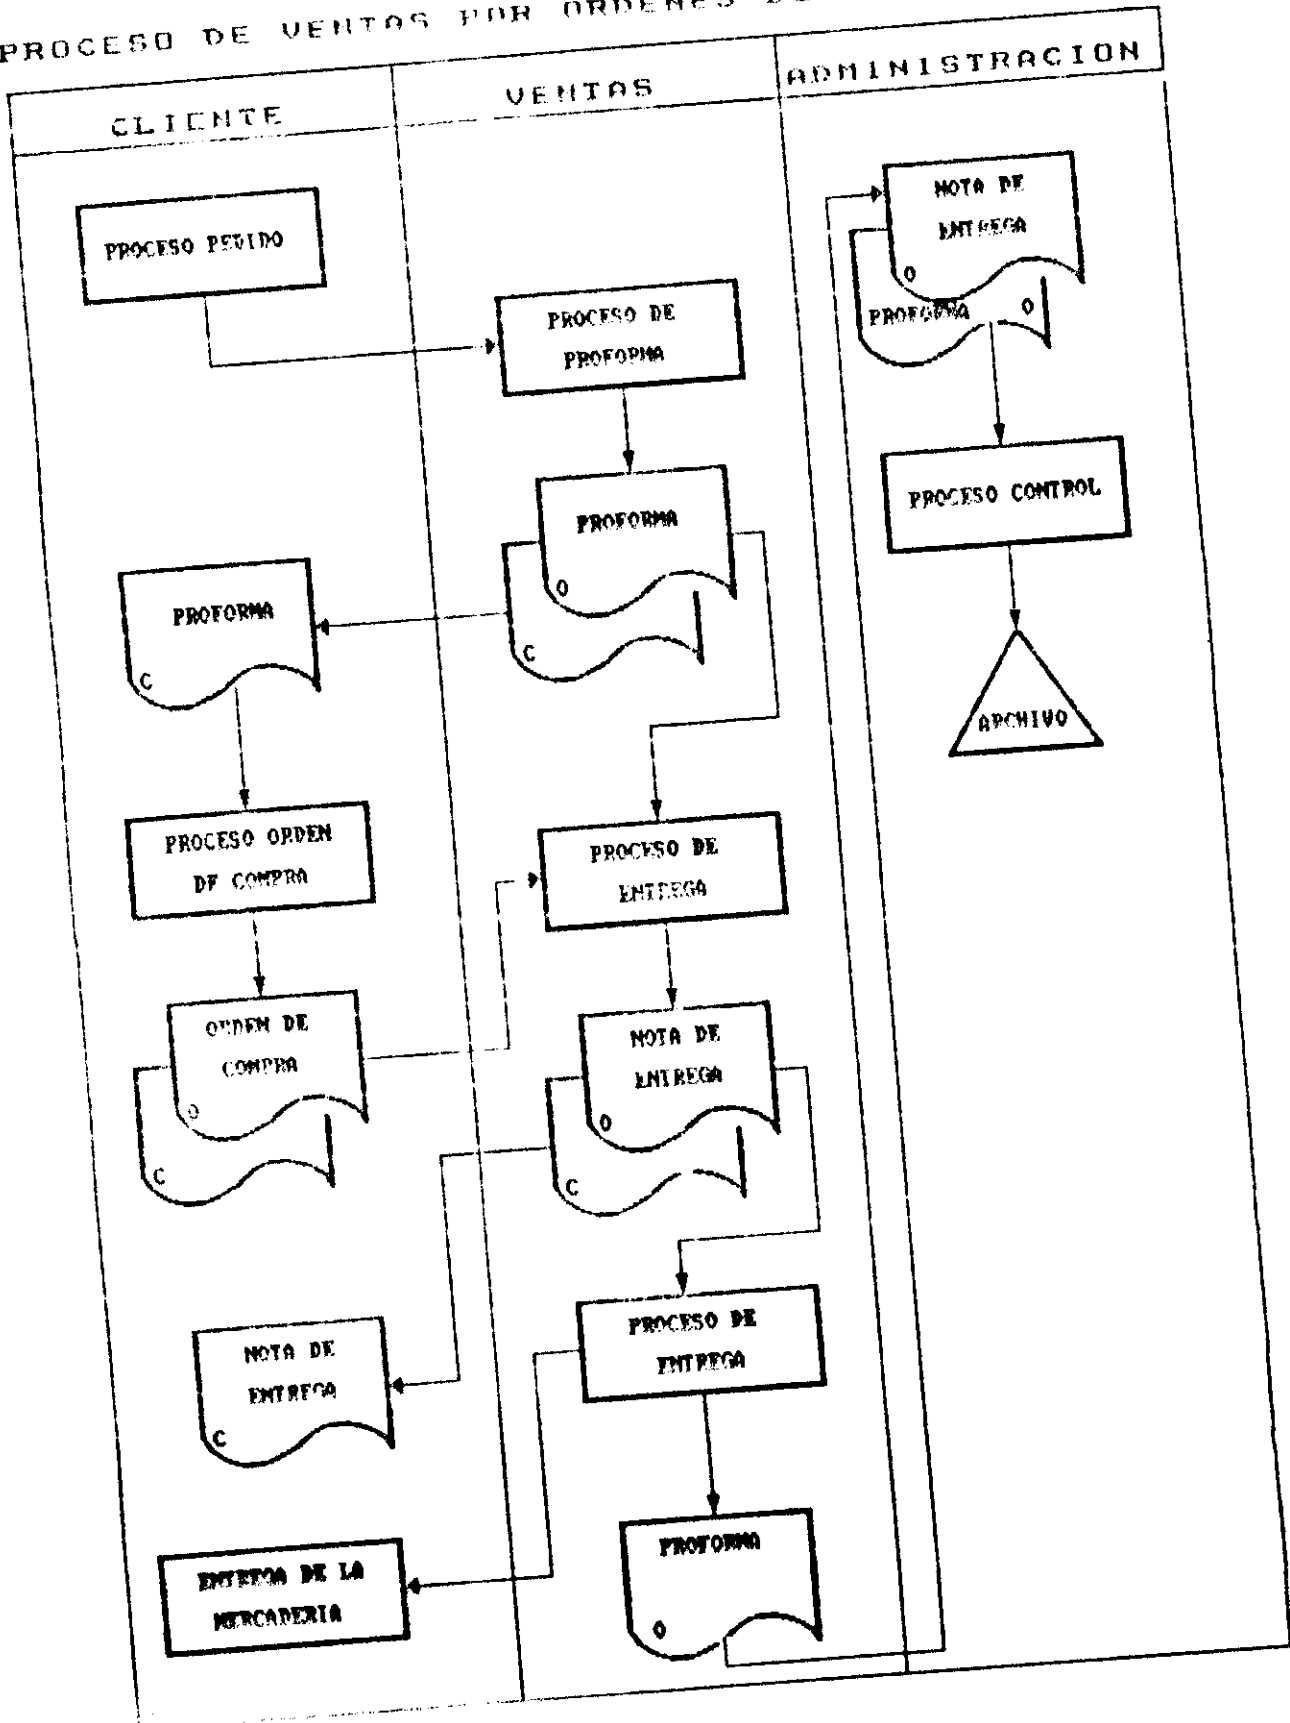 PROCESO DE VENTAS POR ORDENES
CLIENTE
VENTAS
ADMINISTRACION
PROCESO PEDIDO
PROCESO DE
PROFORMA
PROFORMA
O
C
PROFORMA
C
PROCESO ORDEN
DE COMPRA
ORDEN DE
COMPRA
O
C
PROCESO DE
ENTREGA
NOTA DE
ENTREGA
O
C
NOTA DE
ENTREGA
C
PROCESO DE
ENTREGA
ENTREGA DE LA
MERCADERIA
PROFORMA
O
NOTA DE
ENTREGA
O
PROFORMA O
PROCESO CONTROL
ARCHIVO